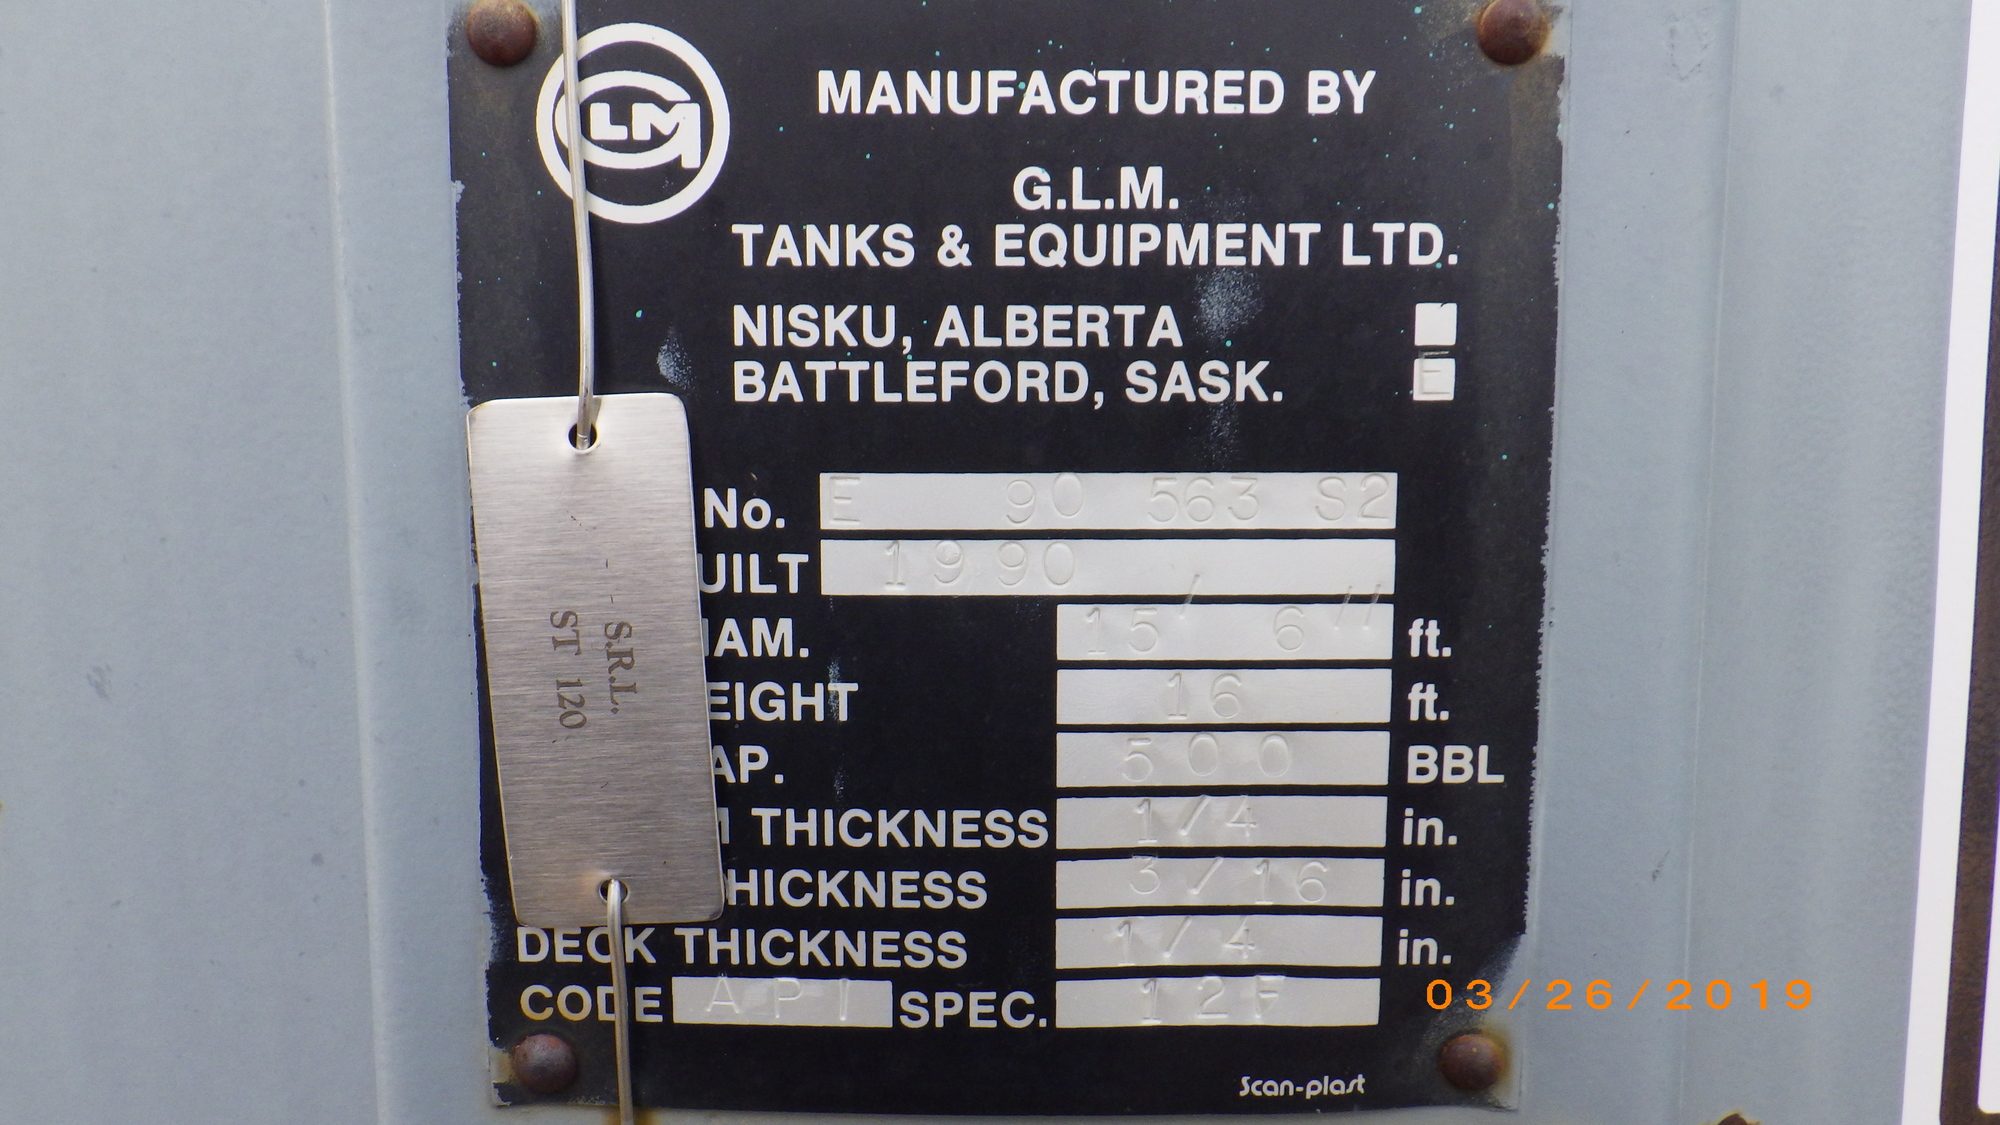 GLM
MANUFACTURED BY
G.L.M.
TANKS & EQUIPMENT LTD.
NISKU, ALBERTA
BATTLEFORD, SASK. E
No. E 90 563 S2
UILT 1990
IAM. 15' 6" ft.
EIGHT 16 ft.
AP. 500 BBL
THICKNESS 1/4 in.
HICKNESS 3/16 in.
DECK THICKNESS 1/4 in.
CODE API SPEC. 12F
Scan-plast
S.R.L.
ST 120
03/26/2019